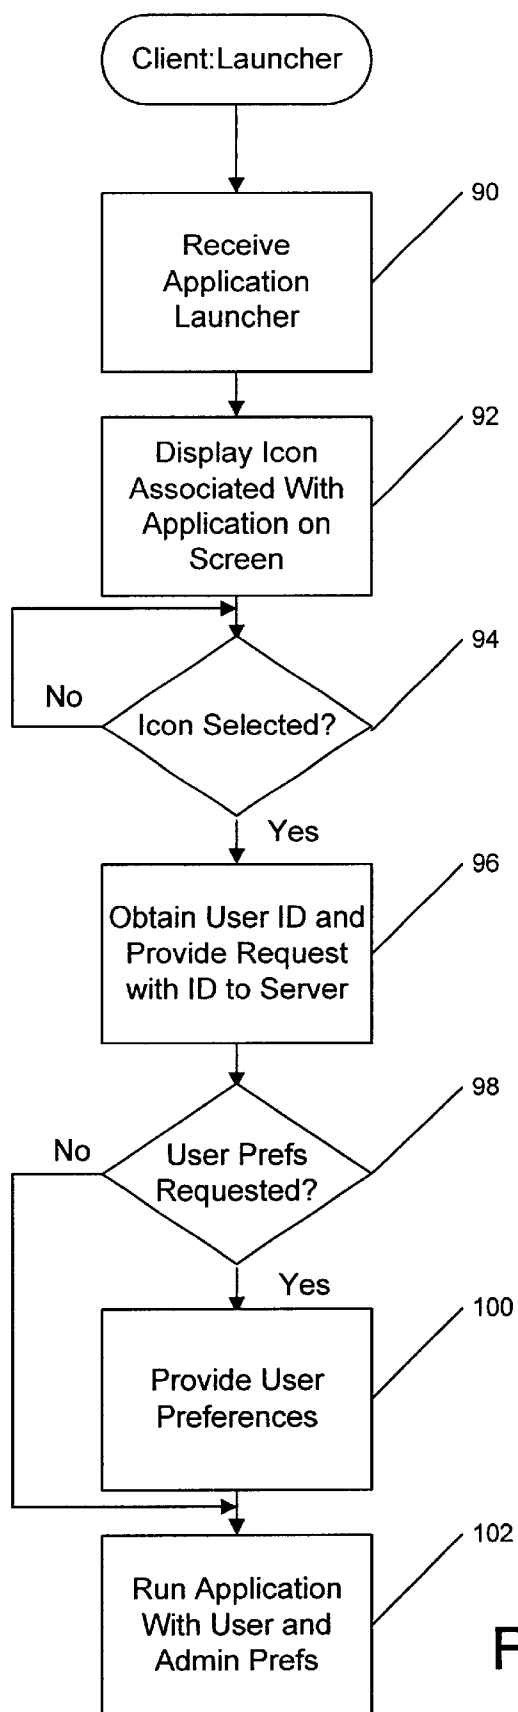 Client:Launcher
90
Receive
Application
Launcher
92
Display Icon
Associated With
Application on
Screen
94
No
Icon Selected?
Yes
96
Obtain User ID and
Provide Request
with ID to Server
98
No
User Prefs
Requested?
Yes
100
Provide User
Preferences
102
Run Application
With User and
Admin Prefs